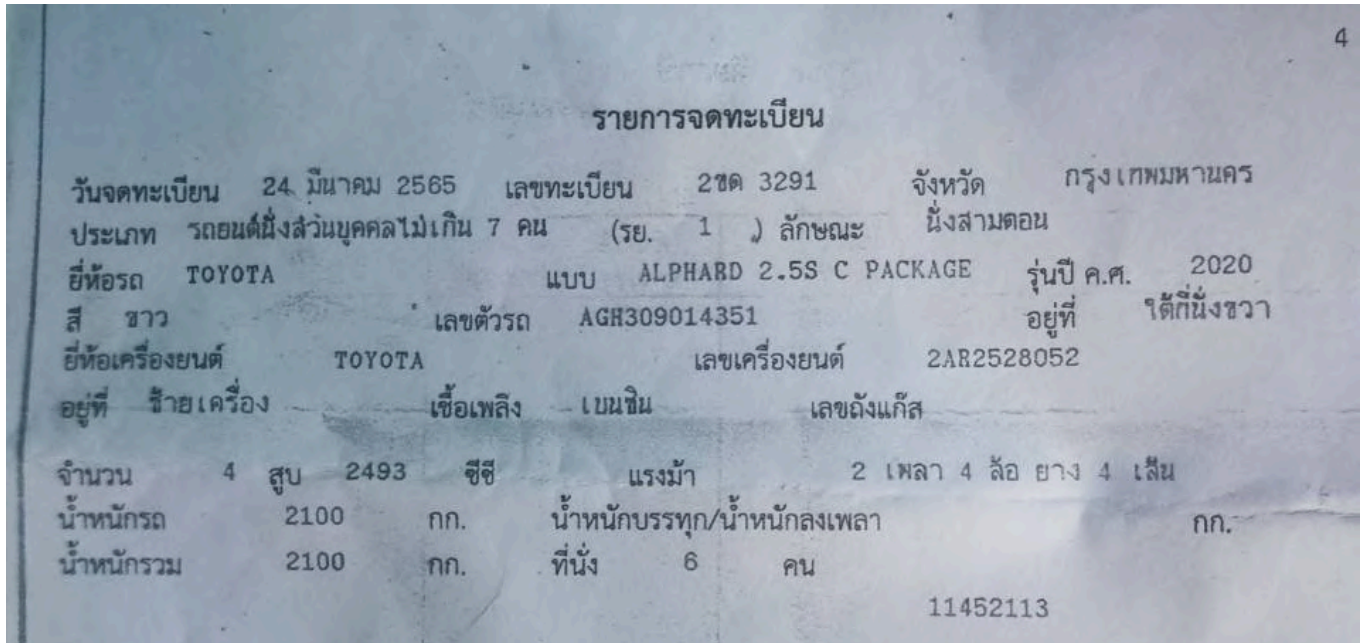 4
รายการจดทะเบียน
วันจดทะเบียน 24 มีนาคม 2565 เลขทะเบียน 2ขด 3291 จังหวัด กรุงเทพมหานคร
ประเภท รถยนต์นั่งส่วนบุคคลไม่เกิน 7 คน (รย. 1 ) ลักษณะ นั่งสามตอน
ยี่ห้อรถ TOYOTA แบบ ALPHARD 2.5S C PACKAGE รุ่นปี ค.ศ. 2020
สี ขาว เลขตัวรถ AGH309014351 อยู่ที่ ใต้ที่นั่งขวา
ยี่ห้อเครื่องยนต์ TOYOTA เลขเครื่องยนต์ 2AR2528052
อยู่ที่ ซ้ายเครื่อง เชื้อเพลิง เบนซิน เลขถังแก๊ส
จำนวน 4 สูบ 2493 ซีซี แรงม้า 2 เพลา 4 ล้อ ยาง 4 เส้น
น้ำหนักรถ 2100 กก. น้ำหนักบรรทุก/น้ำหนักลงเพลา กก.
น้ำหนักรวม 2100 กก. ที่นั่ง 6 คน
11452113